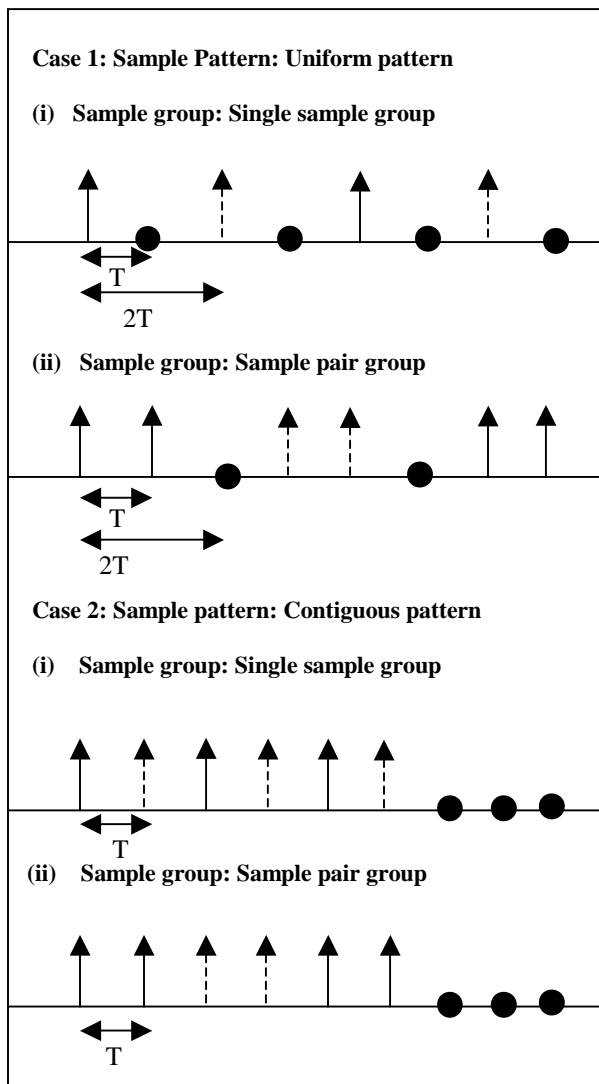 Case 1: Sample Pattern: Uniform pattern
(i) Sample group: Single sample group
T
2T
(ii) Sample group: Sample pair group
T
2T
Case 2: Sample pattern: Contiguous pattern
(i) Sample group: Single sample group
T
(ii) Sample group: Sample pair group
T